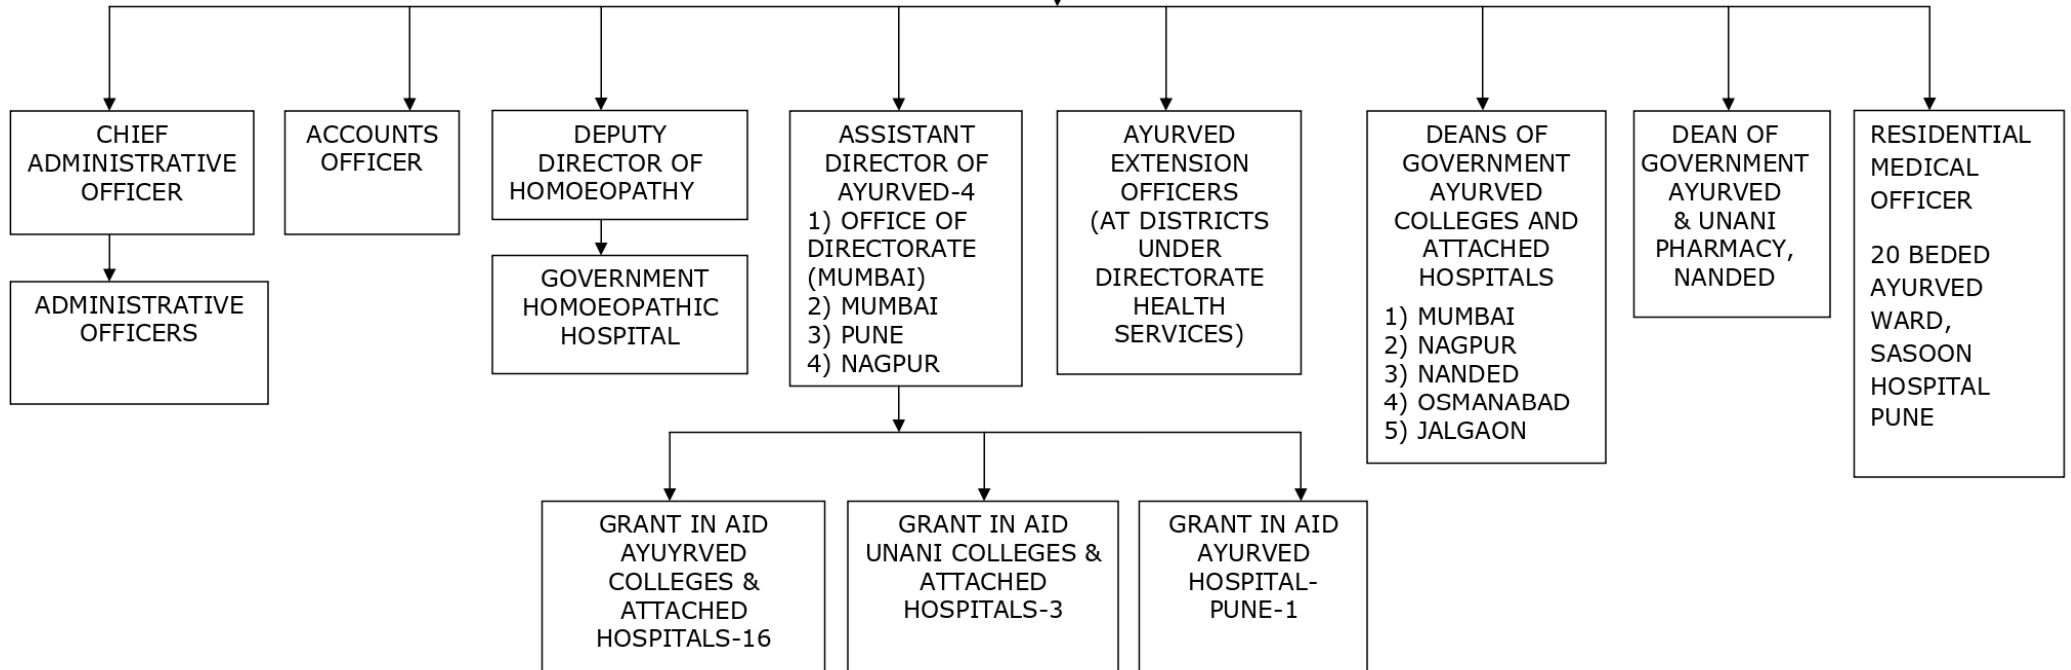 CHIEF
ADMINISTRATIVE
OFFICER
ADMINISTRATIVE
OFFICERS
ACCOUNTS
OFFICER
DEPUTY
DIRECTOR OF
HOMOEOPATHY
GOVERNMENT
HOMOEOPATHIC
HOSPITAL
ASSISTANT
DIRECTOR OF
AYURVED-4
1) OFFICE OF
DIRECTORATE
(MUMBAI)
2) MUMBAI
3) PUNE
4) NAGPUR
AYURVED
EXTENSION
OFFICERS
(AT DISTRICTS
UNDER
DIRECTORATE
HEALTH
SERVICES)
DEANS OF
GOVERNMENT
AYURVED
COLLEGES AND
ATTACHED
HOSPITALS
1) MUMBAI
2) NAGPUR
3) NANDED
4) OSMANABAD
5) JALGAON
DEAN OF
GOVERNMENT
AYURVED
& UNANI
PHARMACY,
NANDED
RESIDENTIAL
MEDICAL
OFFICER
20 BEDED
AYURVED
WARD,
SASOON
HOSPITAL
PUNE
GRANT IN AID
AYUYRVED
COLLEGES &
ATTACHED
HOSPITALS-16
GRANT IN AID
UNANI COLLEGES &
ATTACHED
HOSPITALS-3
GRANT IN AID
AYURVED
HOSPITAL-
PUNE-1